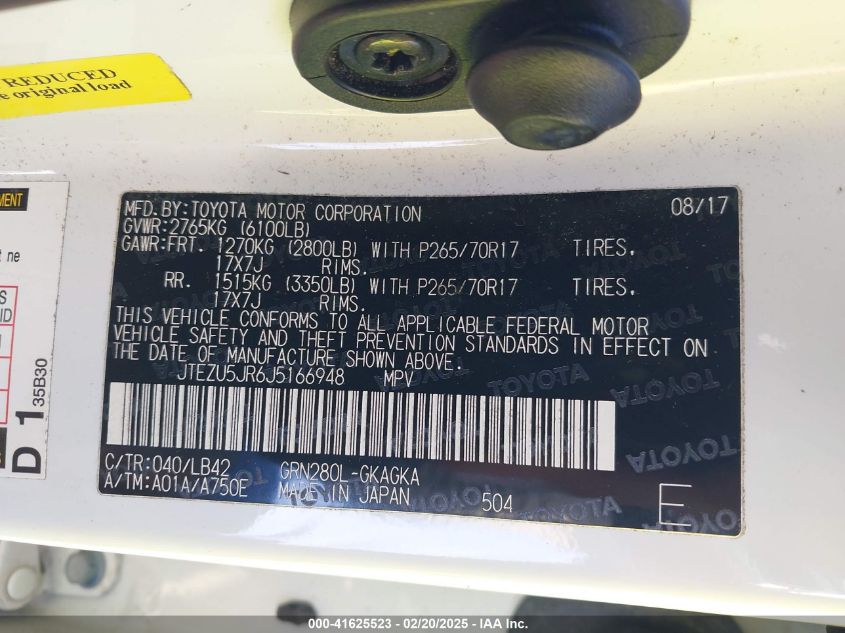 REDUCED
e original load
MENT
t ne
S
ID
D 1
35B30
MFD.BY:TOYOTA MOTOR CORPORATION 08/17
GVWR:2765KG (6100LB)
GAWR:FRT. 1270KG (2800LB) WITH P265/70R17 TIRES.
17X7J RIMS.
RR. 1515KG (3350LB) WITH P265/70R17 TIRES.
17X7J RIMS.
THIS VEHICLE CONFORMS TO ALL APPLICABLE FEDERAL MOTOR
VEHICLE SAFETY AND THEFT PREVENTION STANDARDS IN EFFECT ON
THE DATE OF MANUFACTURE SHOWN ABOVE.
JTEZU5JR6J5166948 MPV
C/TR:040/LB42 GRN280L-GKAGKA
A/TM:A01A/A750E MADE IN JAPAN 504 E
TOYOTA
000-41625523 - 02/20/2025 - IAA Inc.